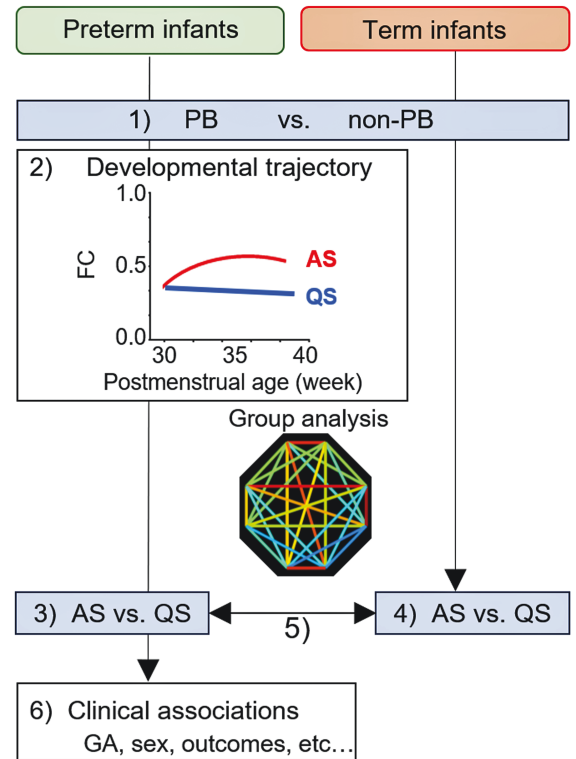 Preterm infants
Term infants
1) PB vs. non-PB
2) Developmental trajectory
1.0
FC
0.5
0.0
AS
QS
30 35 40
Postmenstrual age (week)
Group analysis
3) AS vs. QS
5)
4) AS vs. QS
6) Clinical associations
GA, sex, outcomes, etc...